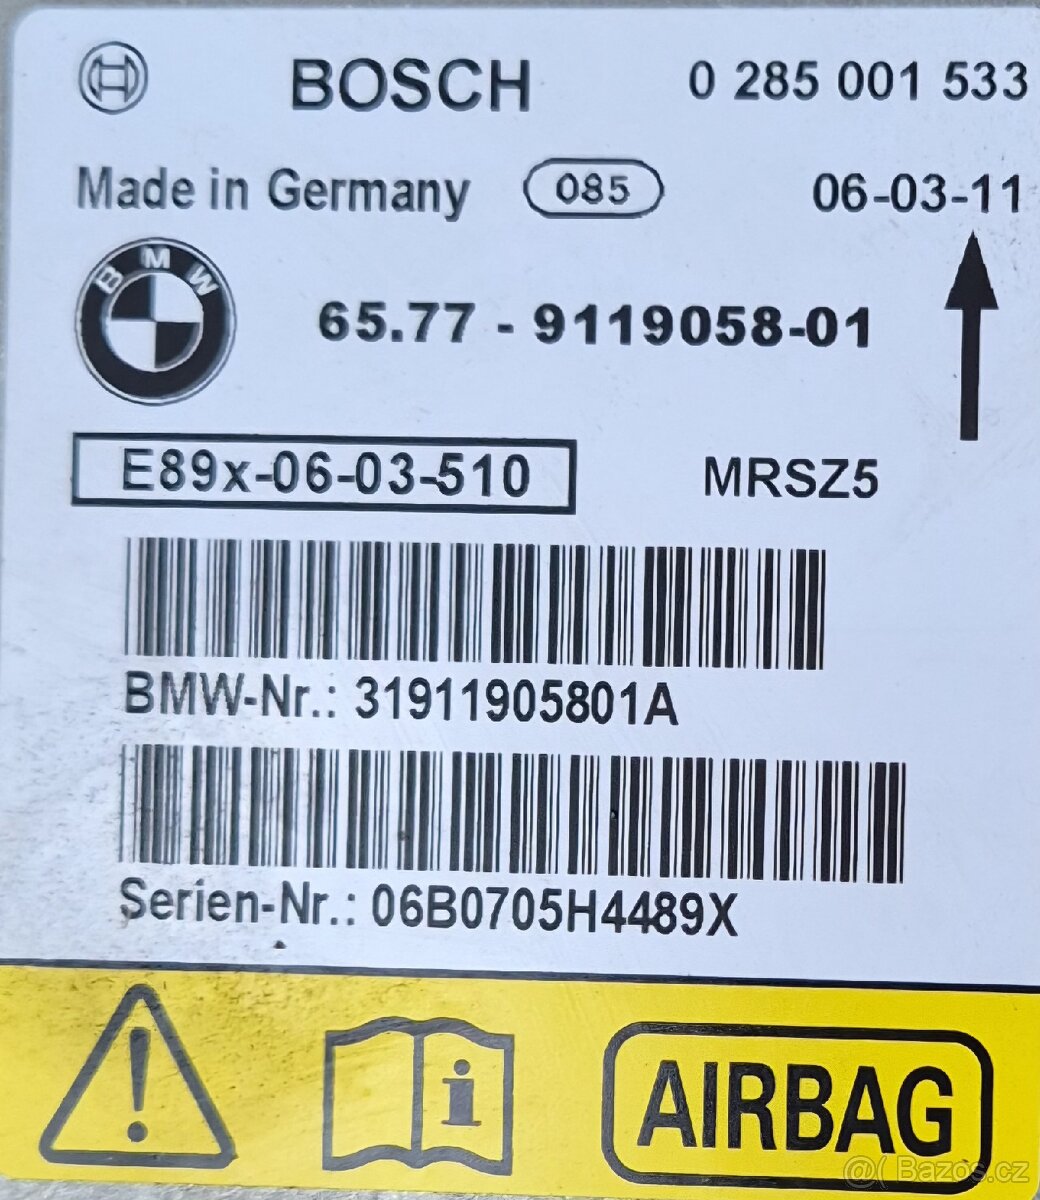 BOSCH 0 285 001 533
Made in Germany 085 06-03-11
BMW
65.77 - 9119058-01
E89x-06-03-510 MRSZ5
BMW-Nr.: 31911905801A
Serien-Nr.: 06B0705H4489X
i AIRBAG
@( Bazos.cz